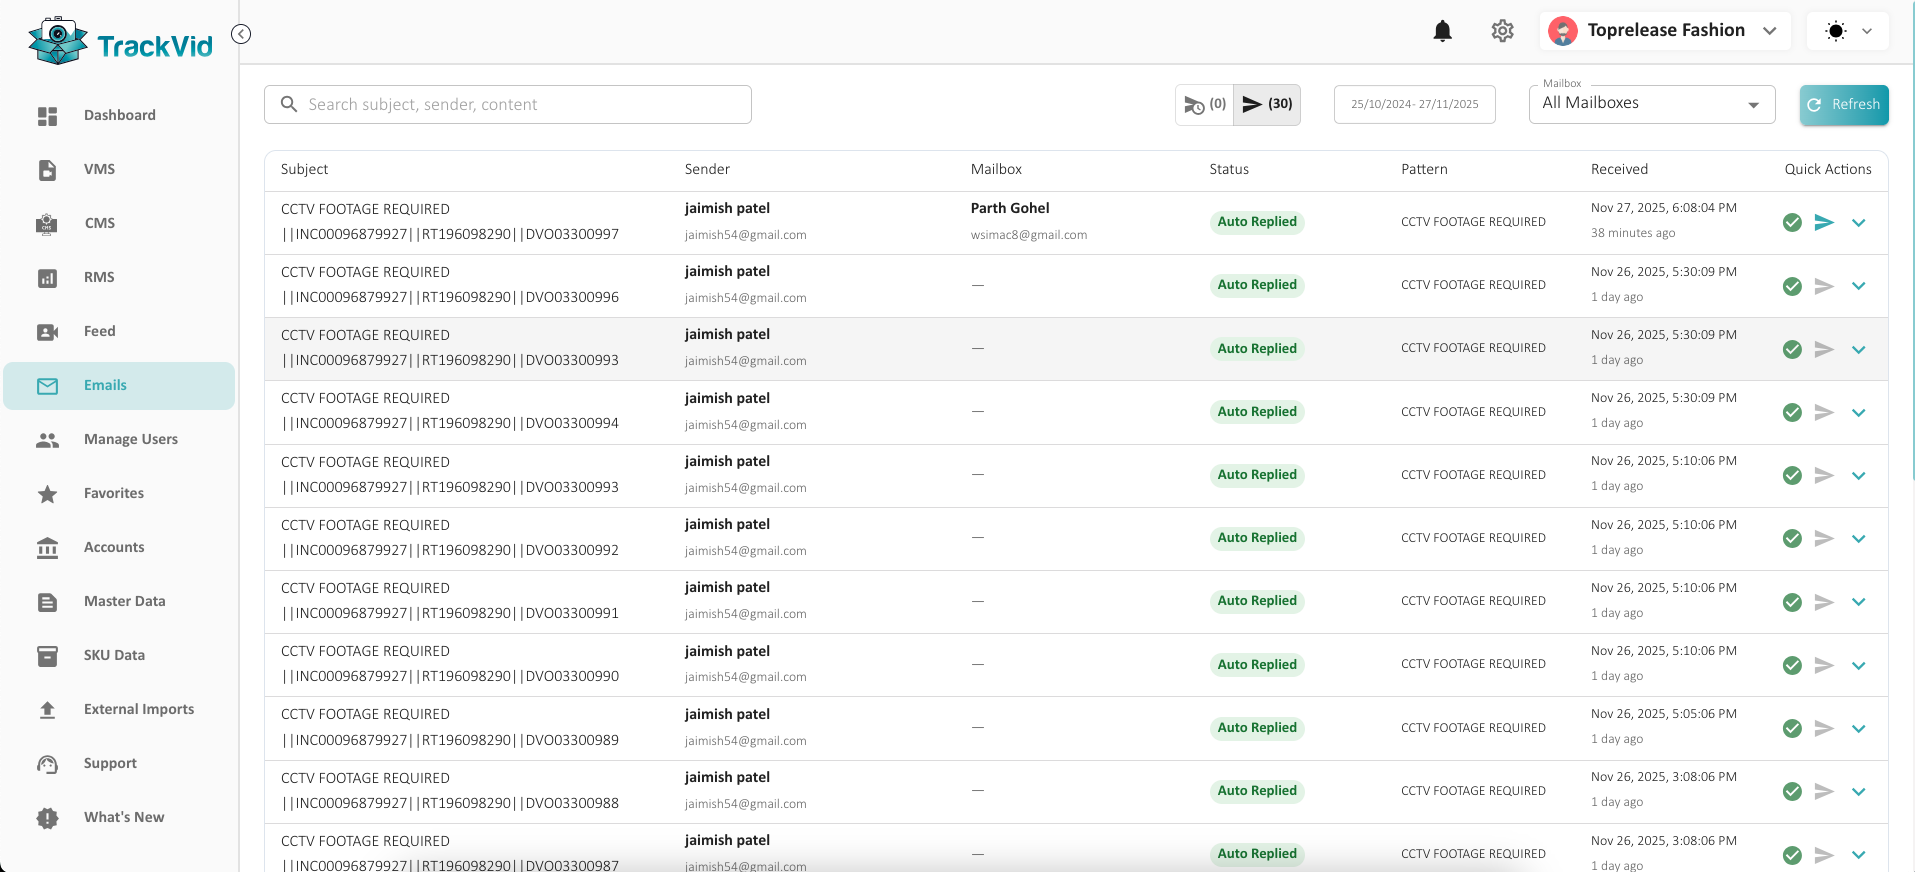 TrackVid
Toprelease Fashion
Dashboard
VMS
CMS
CMS
RMS
Feed
Emails
Manage Users
Favorites
Accounts
Master Data
SKU Data
External Imports
Support
What's New
Search subject, sender, content
(0)
(30)
25/10/2024- 27/11/2025
Mailbox
All Mailboxes
Refresh
Subject Sender Mailbox Status Pattern Received Quick Actions
CCTV FOOTAGE REQUIRED jaimish patel Parth Gohel Auto Replied CCTV FOOTAGE REQUIRED Nov 27, 2025, 6:08:04 PM
||INC00096879927||RT196098290||DVO03300997 jaimish54@gmail.com wsimac8@gmail.com 38 minutes ago
CCTV FOOTAGE REQUIRED jaimish patel — Auto Replied CCTV FOOTAGE REQUIRED Nov 26, 2025, 5:30:09 PM
||INC00096879927||RT196098290||DVO03300996 jaimish54@gmail.com 1 day ago
CCTV FOOTAGE REQUIRED jaimish patel — Auto Replied CCTV FOOTAGE REQUIRED Nov 26, 2025, 5:30:09 PM
||INC00096879927||RT196098290||DVO03300993 jaimish54@gmail.com 1 day ago
CCTV FOOTAGE REQUIRED jaimish patel — Auto Replied CCTV FOOTAGE REQUIRED Nov 26, 2025, 5:30:09 PM
||INC00096879927||RT196098290||DVO03300994 jaimish54@gmail.com 1 day ago
CCTV FOOTAGE REQUIRED jaimish patel — Auto Replied CCTV FOOTAGE REQUIRED Nov 26, 2025, 5:10:06 PM
||INC00096879927||RT196098290||DVO03300993 jaimish54@gmail.com 1 day ago
CCTV FOOTAGE REQUIRED jaimish patel — Auto Replied CCTV FOOTAGE REQUIRED Nov 26, 2025, 5:10:06 PM
||INC00096879927||RT196098290||DVO03300992 jaimish54@gmail.com 1 day ago
CCTV FOOTAGE REQUIRED jaimish patel — Auto Replied CCTV FOOTAGE REQUIRED Nov 26, 2025, 5:10:06 PM
||INC00096879927||RT196098290||DVO03300991 jaimish54@gmail.com 1 day ago
CCTV FOOTAGE REQUIRED jaimish patel — Auto Replied CCTV FOOTAGE REQUIRED Nov 26, 2025, 5:10:06 PM
||INC00096879927||RT196098290||DVO03300990 jaimish54@gmail.com 1 day ago
CCTV FOOTAGE REQUIRED jaimish patel — Auto Replied CCTV FOOTAGE REQUIRED Nov 26, 2025, 5:05:06 PM
||INC00096879927||RT196098290||DVO03300989 jaimish54@gmail.com 1 day ago
CCTV FOOTAGE REQUIRED jaimish patel — Auto Replied CCTV FOOTAGE REQUIRED Nov 26, 2025, 3:08:06 PM
||INC00096879927||RT196098290||DVO03300988 jaimish54@gmail.com 1 day ago
CCTV FOOTAGE REQUIRED jaimish patel — Auto Replied CCTV FOOTAGE REQUIRED Nov 26, 2025, 3:08:06 PM
||INC00096879927||RT196098290||DVO03300987 jaimish54@gmail.com 1 day ago